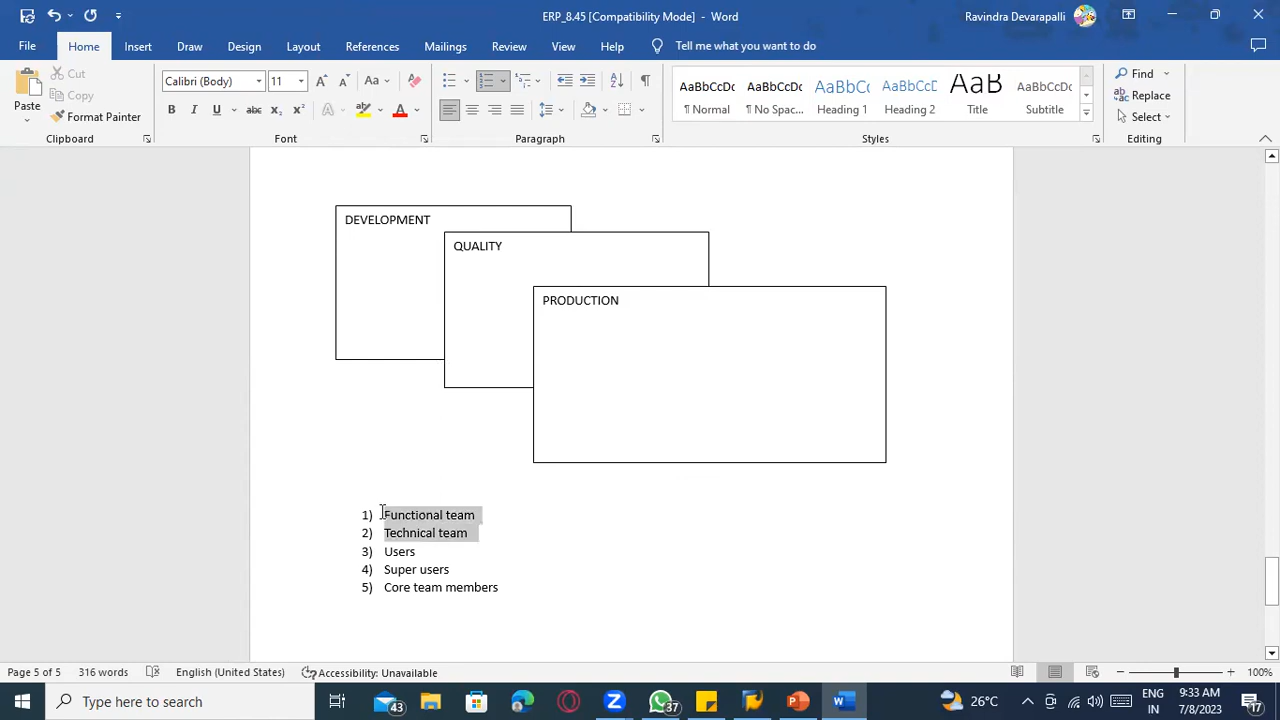 ERP_8.45 [Compatibility Mode] - Word
Ravindra Devarapalli
File Home Insert Draw Design Layout References Mailings Review View Help Tell me what you want to do
Paste
Cut
Copy
Format Painter
Clipboard
Calibri (Body) 11
Font
Paragraph
AaBbCcDc AaBbCcDc AaBbCc AaBbCcD AaB AaBbCcD
¶ Normal ¶ No Spac... Heading 1 Heading 2 Title Subtitle
Styles
Find
Replace
Select
Editing
DEVELOPMENT
QUALITY
PRODUCTION
1) Functional team
2) Technical team
3) Users
4) Super users
5) Core team members
Page 5 of 5 316 words English (United States) Accessibility: Unavailable 100%
Type here to search
43
37
26°C
ENG
IN
9:33 AM
7/8/2023
17